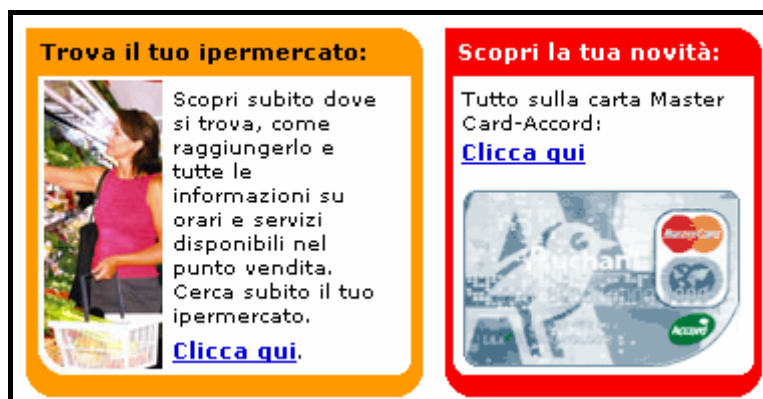 Trova il tuo ipermercato:
Scopri subito dove
si trova, come
raggiungerlo e
tutte le
informazioni su
orari e servizi
disponibili nel
punto vendita.
Cerca subito il tuo
ipermercato.
Clicca qui.
Scopri la tua novità:
Tutto sulla carta Master
Card-Accord:
Clicca qui
MasterCard
Auchan
Accord